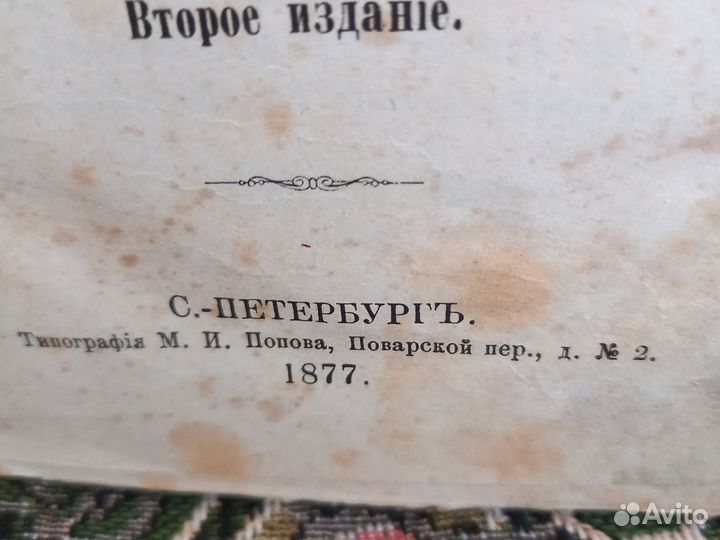 Второе изданіе.
С.-ПЕТЕРБУРГЪ.
Типографія М. И. Попова, Поварской пер., д. № 2.
1877.
Avito